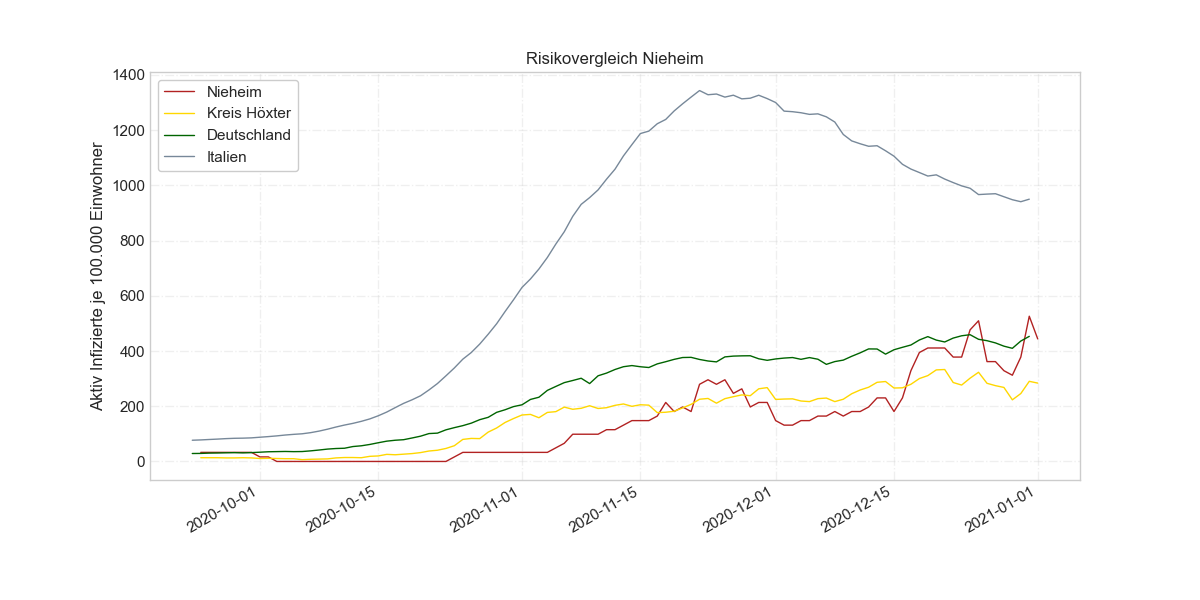 Risikovergleich Nieheim
Aktiv Infizierte je 100.000 Einwohner
1400
1200
1000
800
600
400
200
0
Nieheim
Kreis Höxter
Deutschland
Italien
2020-10-01
2020-10-15
2020-11-01
2020-11-15
2020-12-01
2020-12-15
2021-01-01